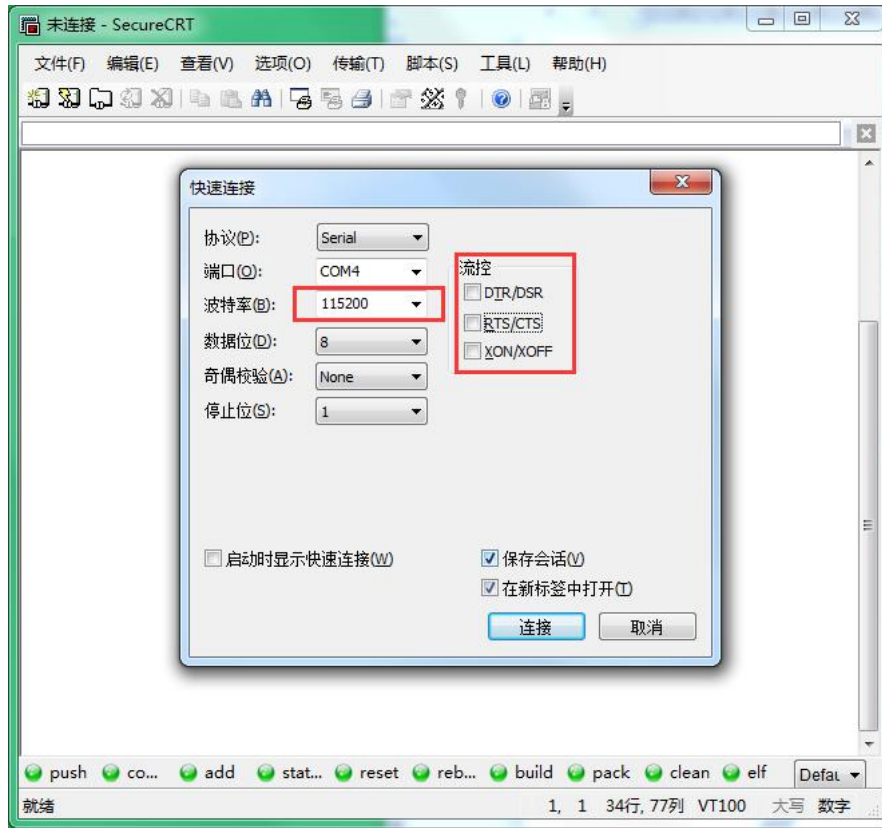 未连接 - SecureCRT
文件(F) 编辑(E) 查看(V) 选项(O) 传输(T) 脚本(S) 工具(L) 帮助(H)
快速连接
协议(P): Serial
端口(O): COM4
波特率(B): 115200
数据位(D): 8
奇偶校验(A): None
停止位(S): 1
流控
DTR/DSR
RTS/CTS
XON/XOFF
启动时显示快速连接(W)
保存会话(V)
在新标签中打开(T)
连接 取消
push co... add stat... reset reb... build pack clean elf Defau
就绪 1, 1 34行, 77列 VT100 大写 数字